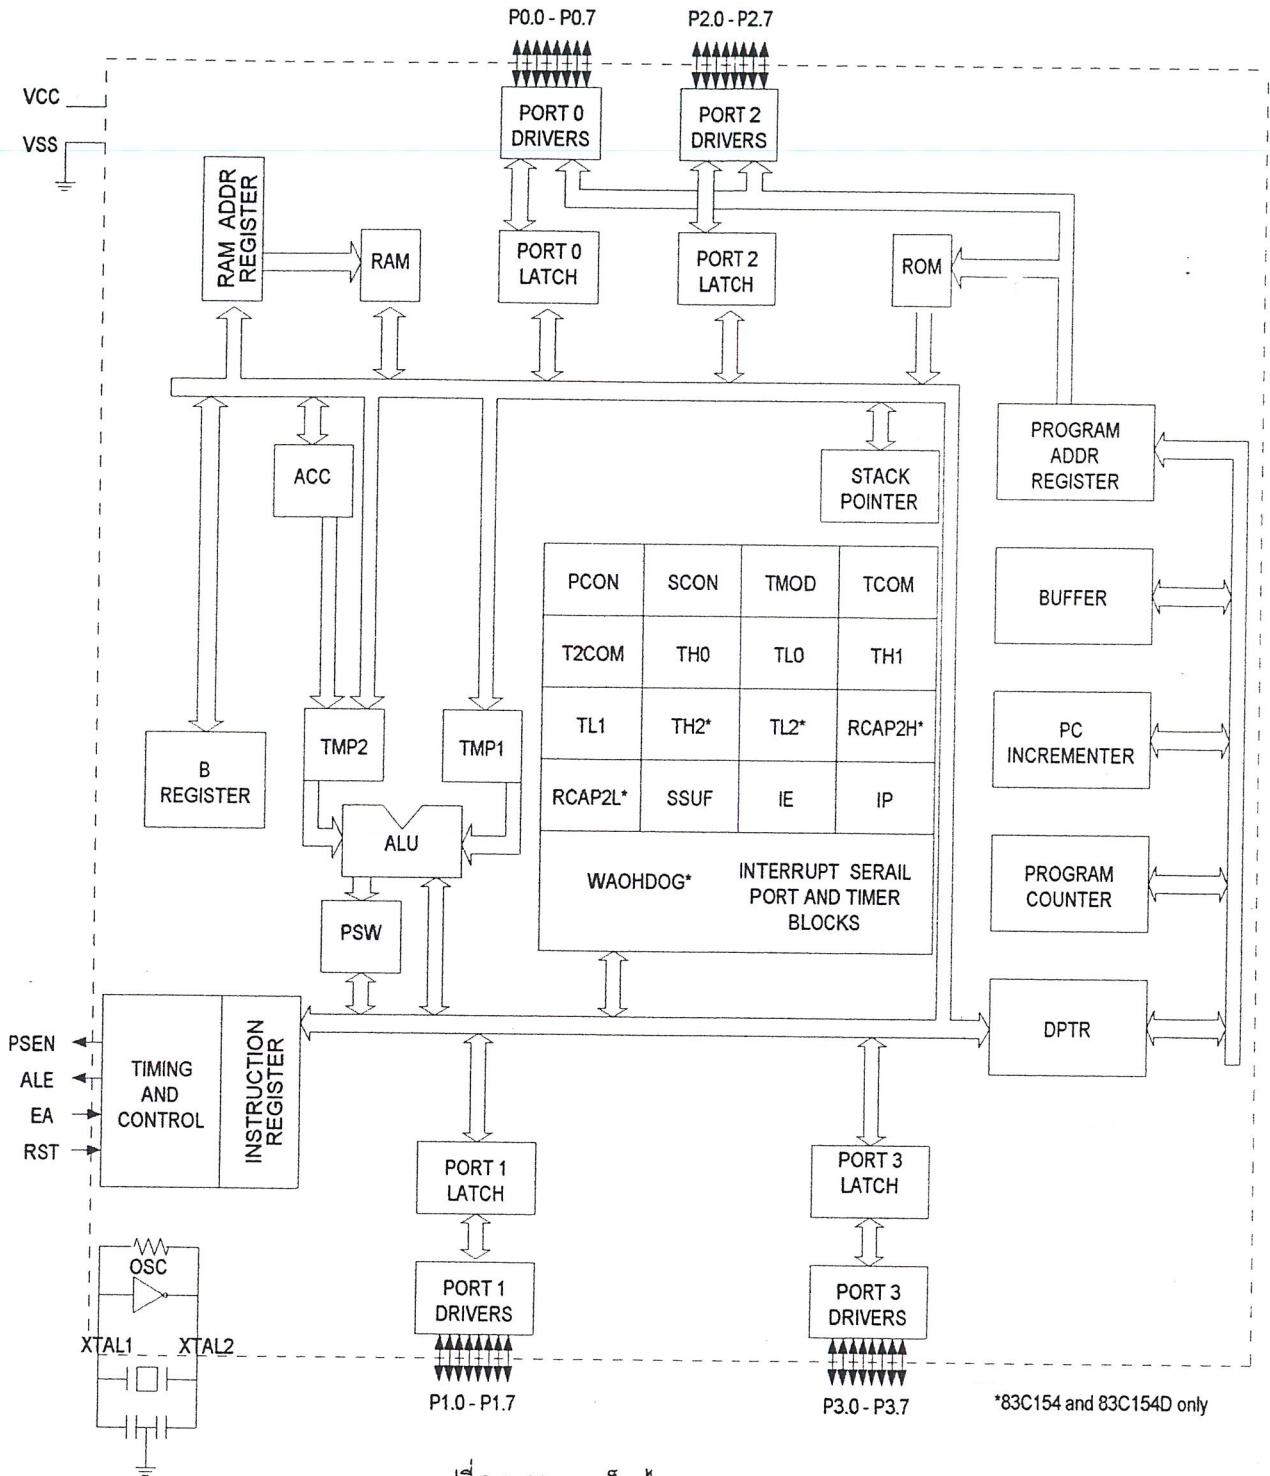 P0.0 - P0.7
P2.0 - P2.7
VCC
VSS
PORT 0
DRIVERS
PORT 2
DRIVERS
RAM ADDR
REGISTER
RAM
PORT 0
LATCH
PORT 2
LATCH
ROM
ACC
STACK
POINTER
PROGRAM
ADDR
REGISTER
PCON
SCON
TMOD
TCOM
BUFFER
T2COM
TH0
TL0
TH1
TL1
TH2*
TL2*
RCAP2H*
PC
INCREMENTER
TMP2
TMP1
B
REGISTER
RCAP2L*
SSUF
IE
IP
ALU
WAOHDOG*
INTERRUPT SERAIL
PORT AND TIMER
BLOCKS
PROGRAM
COUNTER
PSW
DPTR
PSEN
ALE
EA
RST
TIMING
AND
CONTROL
INSTRUCTION
REGISTER
PORT 1
LATCH
PORT 3
LATCH
OSC
PORT 1
DRIVERS
PORT 3
DRIVERS
XTAL1
XTAL2
P1.0 - P1.7
P3.0 - P3.7
*83C154 and 83C154D only